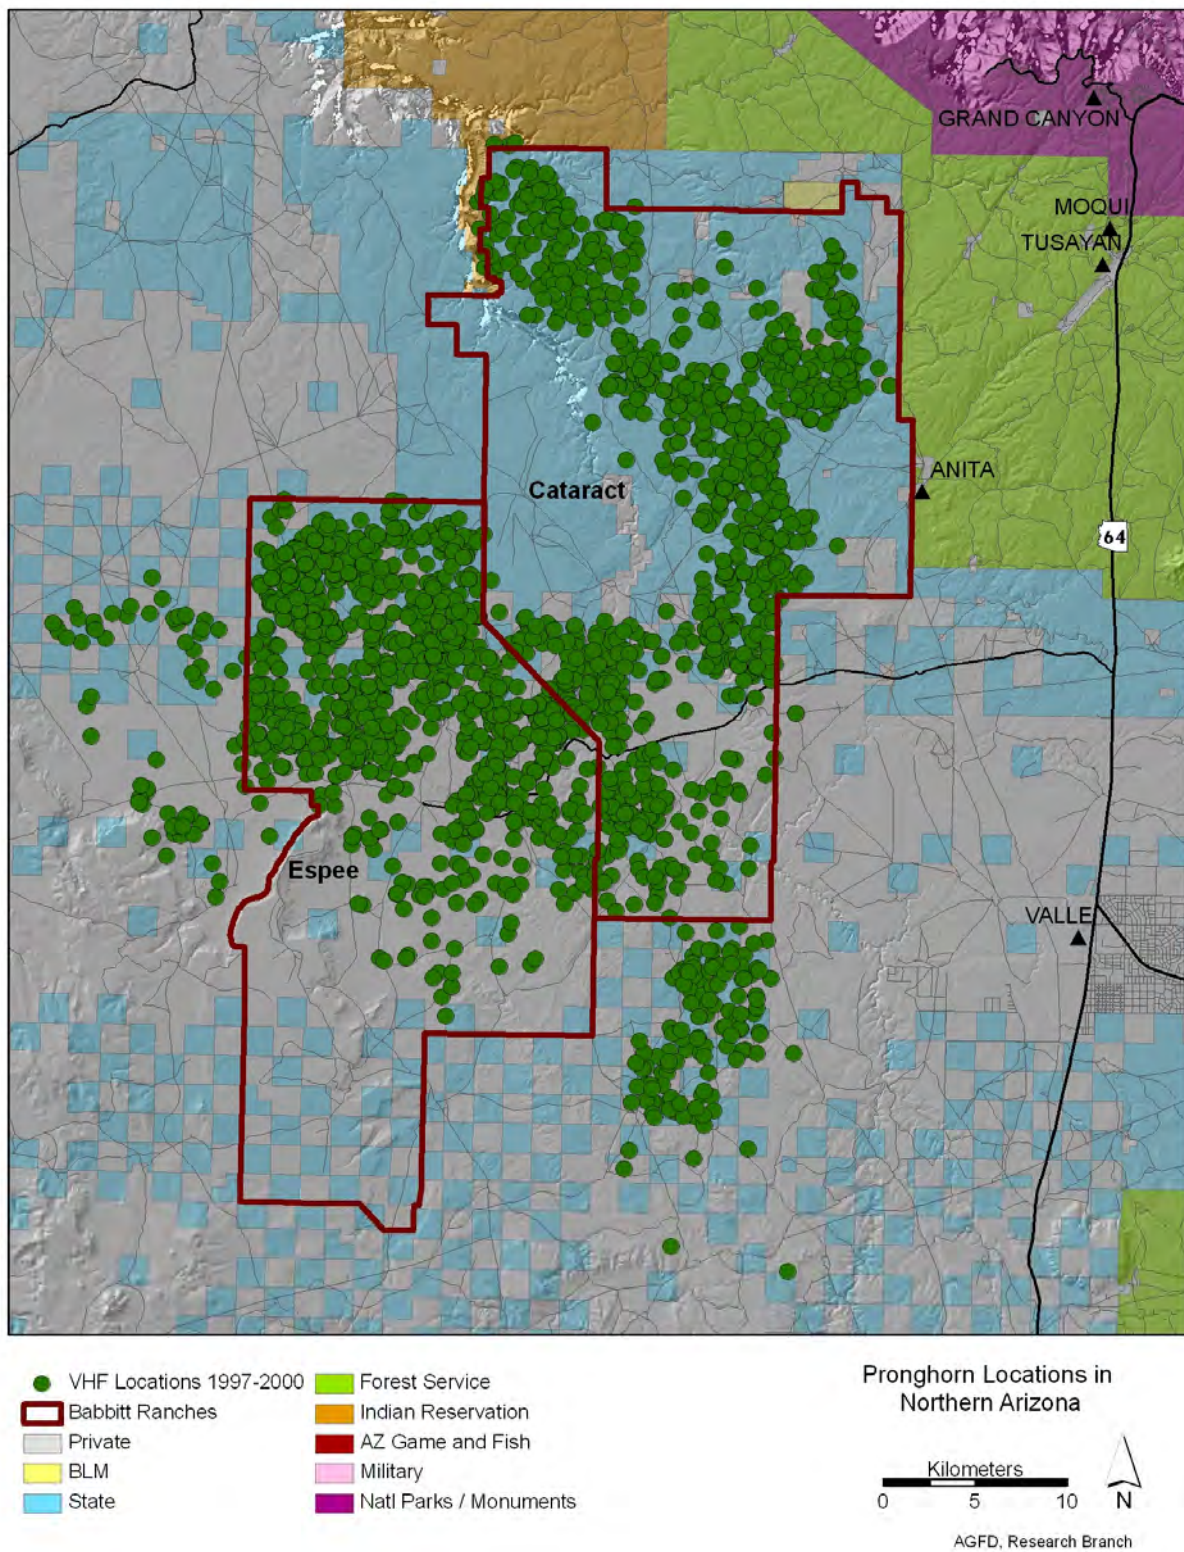 GRAND CANYON
MOQUI
TUSAYAN
ANITA
Cataract
64
Espee
VALLE
VHF Locations 1997-2000
Babbitt Ranches
Private
BLM
State
Forest Service
Indian Reservation
AZ Game and Fish
Military
Natl Parks / Monuments
Pronghorn Locations in
Northern Arizona
Kilometers
0 5 10
N
AGFD, Research Branch